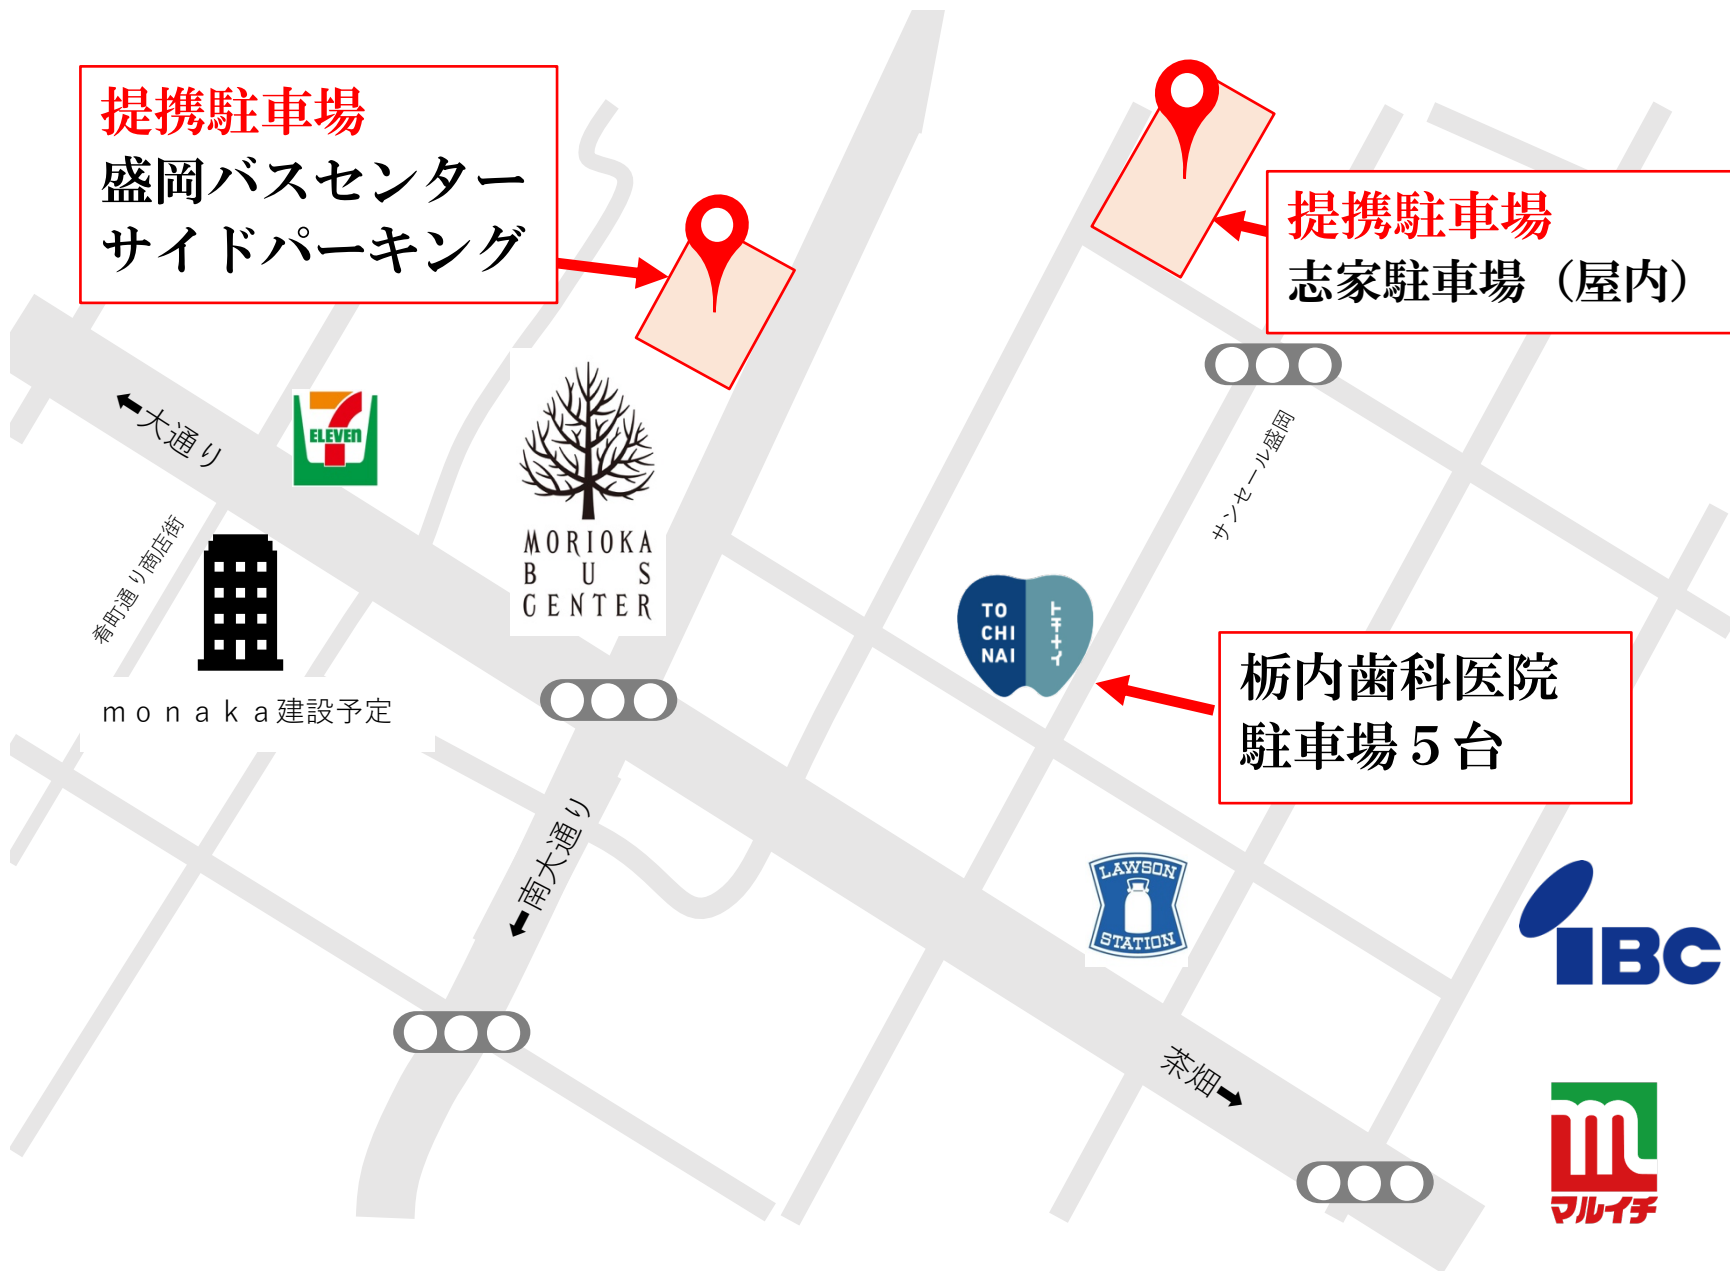 提携駐車場
盛岡バスセンター
サイドパーキング
提携駐車場
志家駐車場（屋内）
大通り
ELEVEN
サンセール盛岡
肴町通り商店街
MORIOKA
BUS
CENTER
TO
CHI
NAI
トチナイ
栃内歯科医院
駐車場５台
ｍｏｎａｋａ建設予定
南大通り
LAWSON
STATION
IBC
茶畑
マルイチ